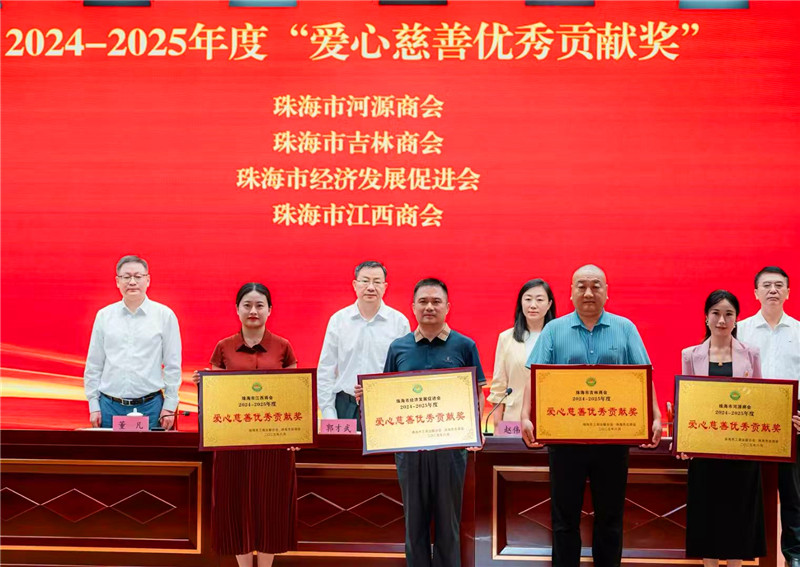 2024-2025年度“爱心慈善优秀贡献奖”
珠海市河源商会
珠海市吉林商会
珠海市经济发展促进会
珠海市江西商会
珠海市江西商会
2024-2025年度
爱心慈善优秀贡献奖
珠海市经济发展促进会
2024-2025年度
爱心慈善优秀贡献奖
珠海市吉林商会
2024-2025年度
爱心慈善优秀贡献奖
珠海市河源商会
2024-2025年度
爱心慈善优秀贡献奖
董凡
郭才武
赵伟